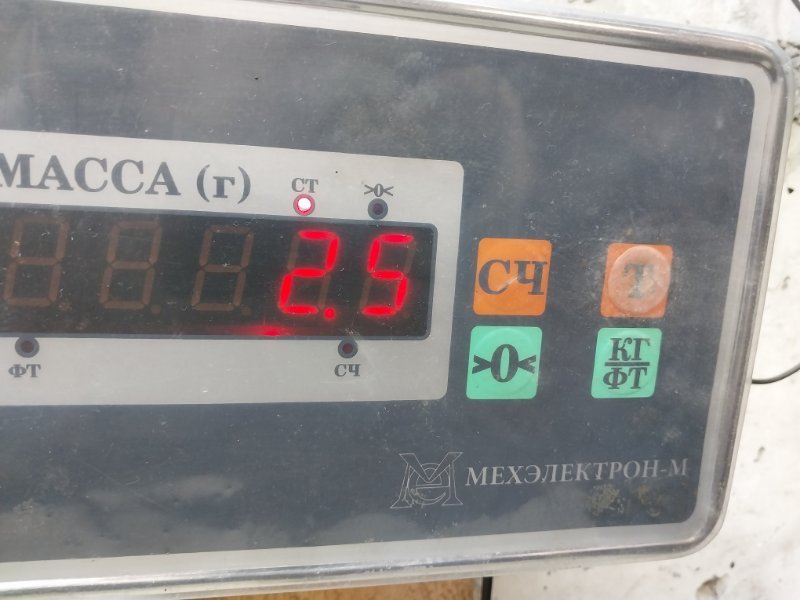 МАССА (г)
СТ
>0<
2.5
ФТ
СЧ
СЧ
Т
>0<
КГ
ФТ
МЕХЭЛЕКТРОН-М